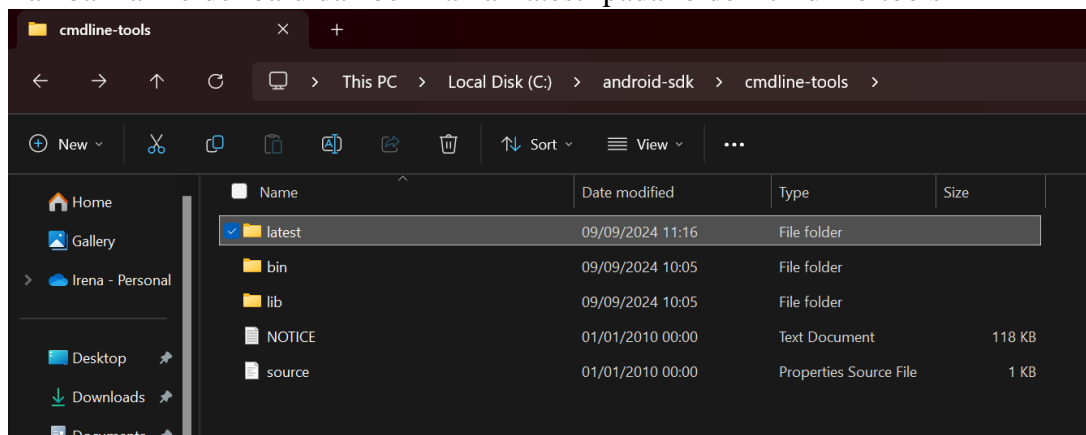 cmdline-tools
This PC > Local Disk (C:) > android-sdk > cmdline-tools >
New Sort View
Name Date modified Type Size
Home
Gallery
Irena - Personal
Desktop
Downloads
Documents
latest 09/09/2024 11:16 File folder
bin 09/09/2024 10:05 File folder
lib 09/09/2024 10:05 File folder
NOTICE 01/01/2010 00:00 Text Document 118 KB
source 01/01/2010 00:00 Properties Source File 1 KB